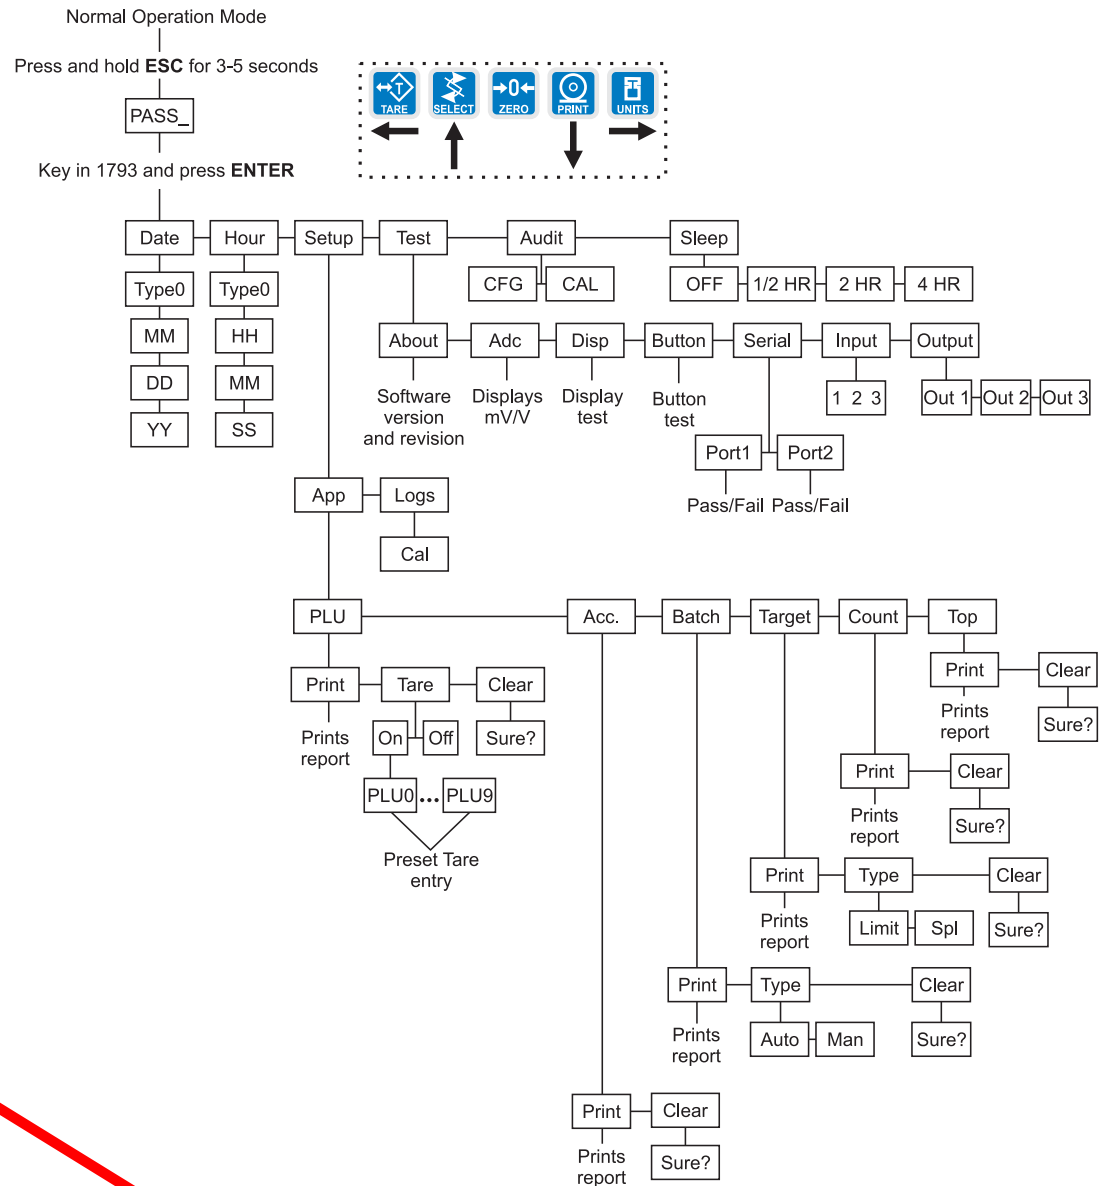 Normal Operation Mode
Press and hold ESC for 3-5 seconds
PASS_
Key in 1793 and press ENTER
T
TARE
SELECT
0
ZERO
PRINT
UNITS
Date
Hour
Setup
Test
Audit
Sleep
Type0
Type0
CFG
CAL
OFF
1/2 HR
2 HR
4 HR
MM
HH
About
Adc
Disp
Button
Serial
Input
Output
DD
MM
Software
version
and revision
Displays
mV/V
Display
test
Button
test
1 2 3
Out 1
Out 2
Out 3
YY
SS
Port1
Port2
Pass/Fail
Pass/Fail
App
Logs
Cal
PLU
Acc.
Batch
Target
Count
Top
Print
Tare
Clear
Print
Clear
Prints
report
On
Off
Sure?
Prints
report
Sure?
PLU0
...
PLU9
Preset Tare
entry
Print
Clear
Prints
report
Sure?
Print
Type
Clear
Prints
report
Limit
Spl
Sure?
Print
Type
Clear
Prints
report
Auto
Man
Sure?
Print
Clear
Prints
report
Sure?